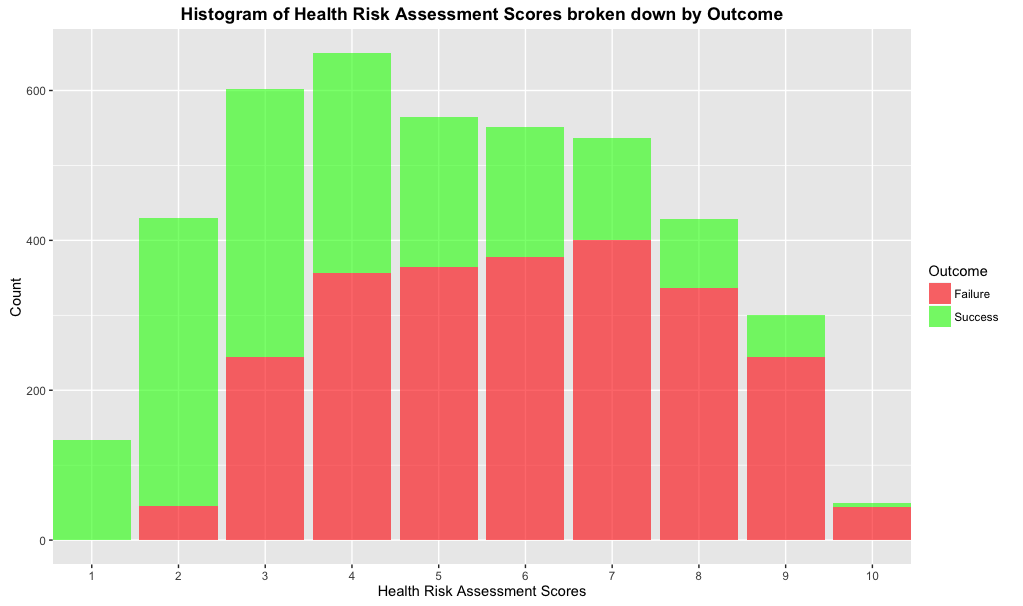 Histogram of Health Risk Assessment Scores broken down by Outcome
600
400
200
0
Count
1 2 3 4 5 6 7 8 9 10
Health Risk Assessment Scores
Outcome
Failure
Success